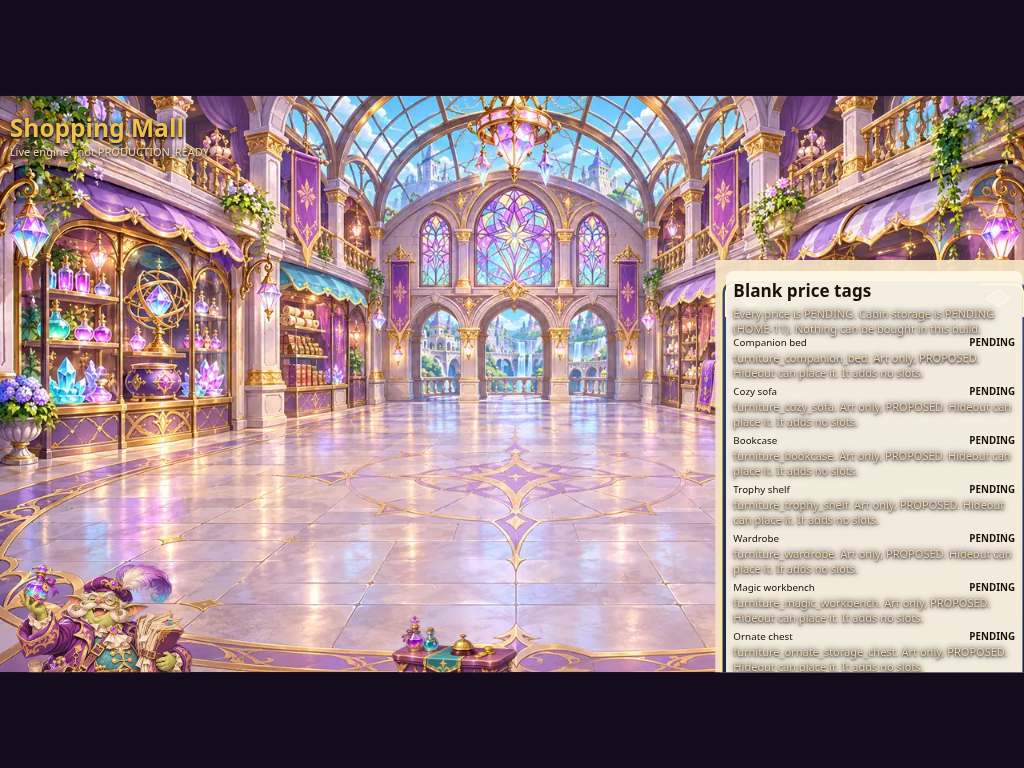 Shopping Mall
Live engine · not PRODUCTION_READY
Blank price tags
Every price is PENDING. Cabin storage is PENDING
(HOME-11). Nothing can be bought in this build.
Companion bed PENDING
furniture_companion_bed. Art only, PROPOSED.
Hideout can place it. It adds no slots.
Cozy sofa PENDING
furniture_cozy_sofa. Art only, PROPOSED. Hideout can
place it. It adds no slots.
Bookcase PENDING
furniture_bookcase. Art only, PROPOSED. Hideout can
place it. It adds no slots.
Trophy shelf PENDING
furniture_trophy_shelf. Art only, PROPOSED. Hideout
can place it. It adds no slots.
Wardrobe PENDING
furniture_wardrobe. Art only, PROPOSED. Hideout can
place it. It adds no slots.
Magic workbench PENDING
furniture_magic_workbench. Art only, PROPOSED.
Hideout can place it. It adds no slots.
Ornate chest PENDING
furniture_ornate_storage_chest. Art only, PROPOSED.
Hideout can place it. It adds no slots.